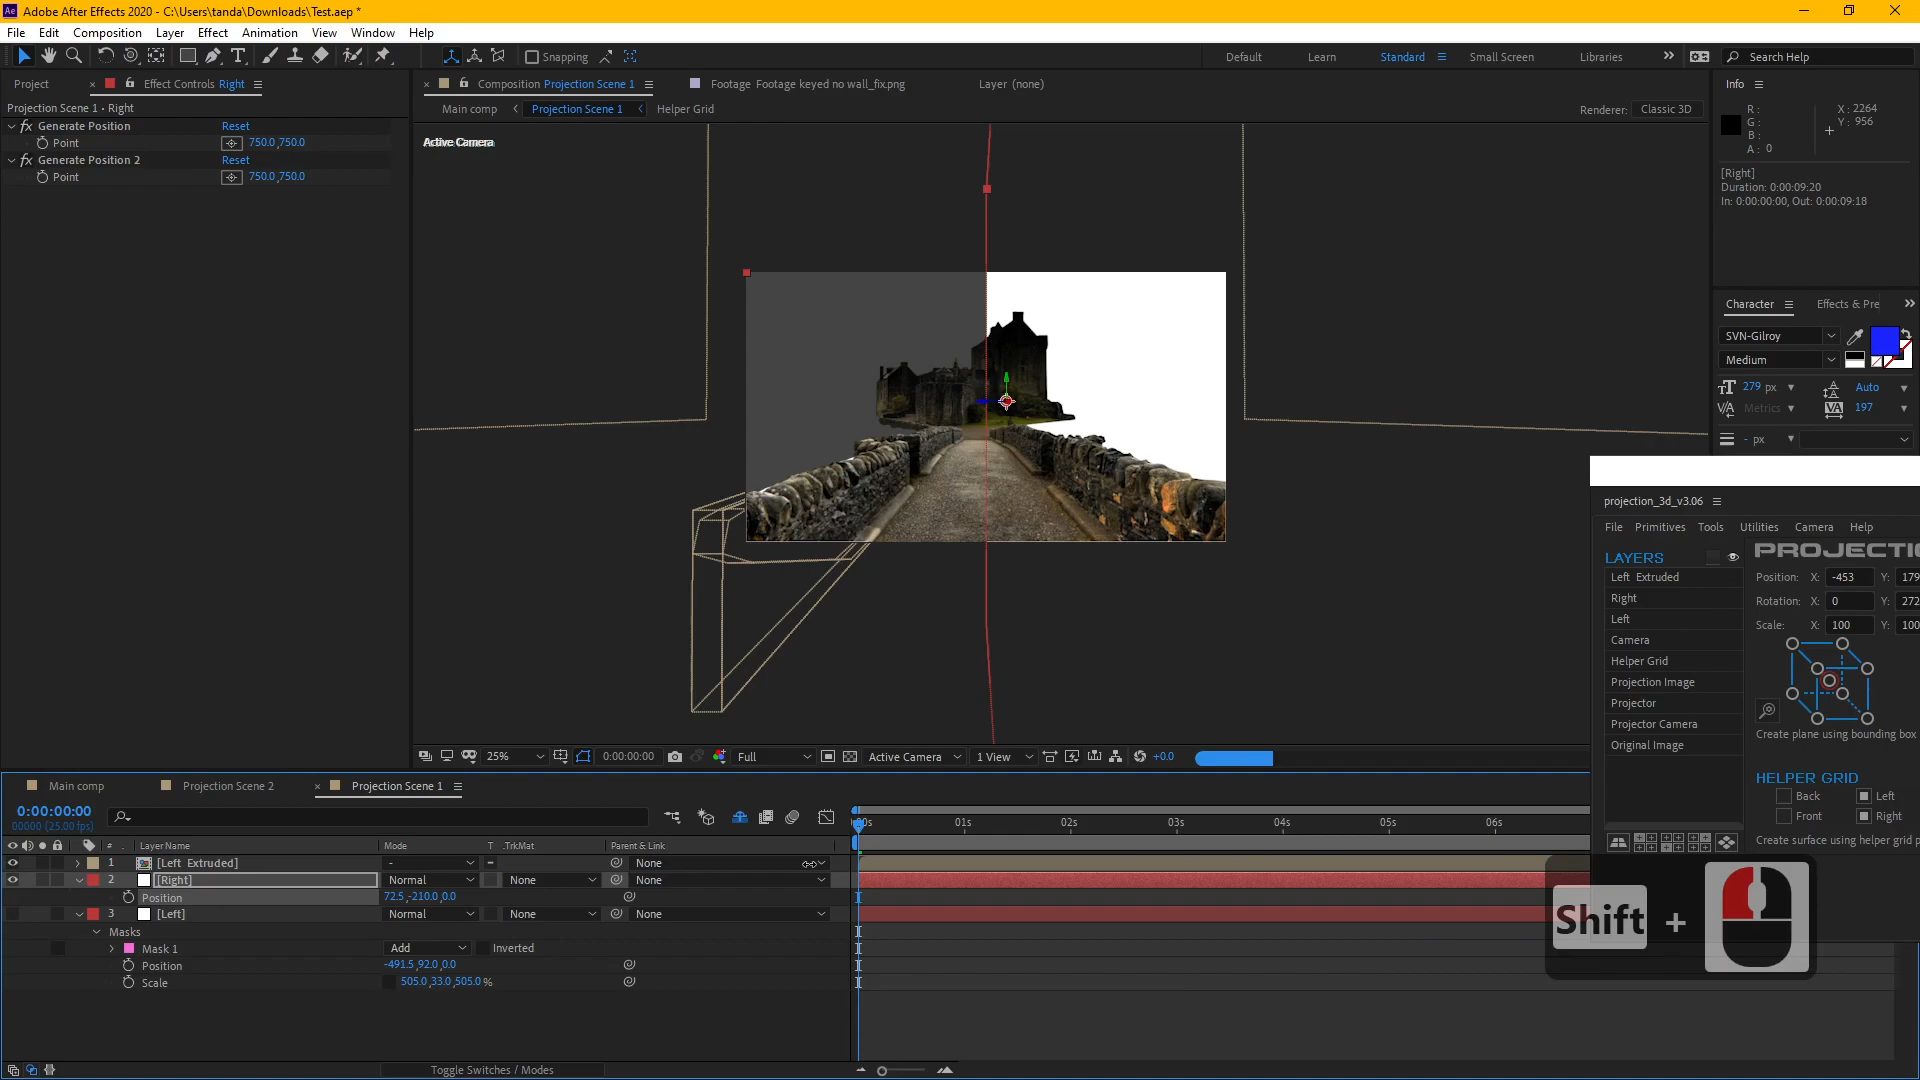 Adobe After Effects 2020 - C:\Users\tanda\Downloads\Test.aep *
File Edit Composition Layer Effect Animation View Window Help
Snapping
Default Learn Standard Small Screen Libraries Search Help
Project Effect Controls Right
Composition Projection Scene 1 Footage Footage keyed no wall_fix.png Layer (none)
Info
Projection Scene 1 • Right
Main comp Projection Scene 1 Helper Grid
Renderer: Classic 3D
fx Generate Position Reset
Point 750.0,750.0
fx Generate Position 2 Reset
Point 750.0,750.0
Active Camera
R :
G :
B :
A : 0
X : 2264
Y : 956
[Right]
Duration: 0:00:09:20
In: 0:00:00:00, Out: 0:00:09:18
Character Effects & Pre
SVN-Gilroy
Medium
279 px Auto
Metrics 197
- px
projection_3d_v3.06
File Primitives Tools Utilities Camera Help
LAYERS
Left Extruded
Right
Left
Camera
Helper Grid
Projection Image
Projector
Projector Camera
Original Image
PROJECTIO
Position: X: -453 Y: 179
Rotation: X: 0 Y: 272
Scale: X: 100 Y: 100
Create plane using bounding box
HELPER GRID
Back Left
Front Right
Create surface using helper grid p
25% 0:00:00:00 Full Active Camera 1 View +0.0
Main comp Projection Scene 2 Projection Scene 1
0:00:00:00
00000 (25.00 fps)
00s 01s 02s 03s 04s 05s 06s
# Layer Name Mode T .TrkMat Parent & Link
1 [Left Extruded] - None
2 [Right] Normal None None
Position 72.5,-210.0,0.0
3 [Left] Normal None None
Masks
Mask 1 Add Inverted
Position -491.5,92.0,0.0
Scale 505.0,33.0,505.0 %
Toggle Switches / Modes
Shift +